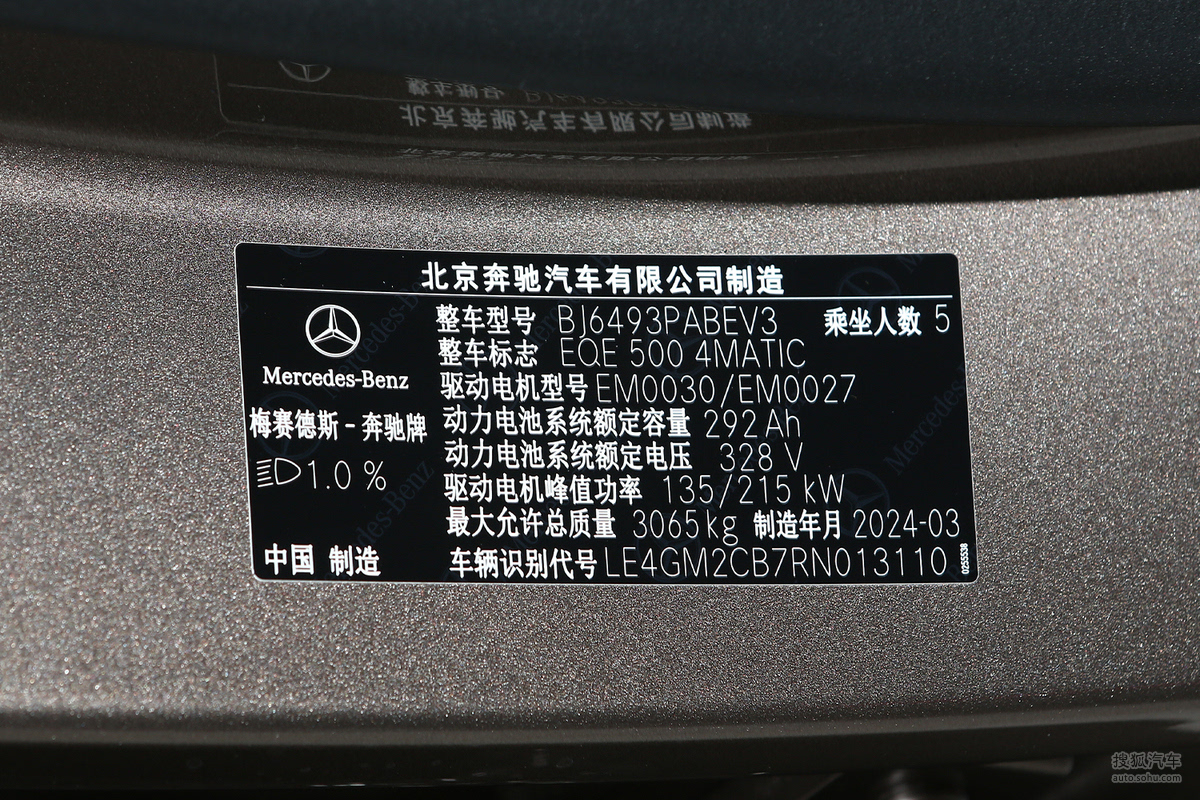 北京奔驰汽车有限公司制造
整车型号 BJ6493PABEV3 乘坐人数 5
整车标志 EQE 500 4MATIC
驱动电机型号 EM0030/EM0027
动力电池系统额定容量 292Ah
动力电池系统额定电压 328 V
驱动电机峰值功率 135/215 kW
最大允许总质量 3065kg 制造年月 2024-03
车辆识别代号 LE4GM2CB7RN013110
0255538
Mercedes-Benz
梅赛德斯-奔驰牌
1.0 %
中国 制造
搜狐汽车
auto.sohu.com